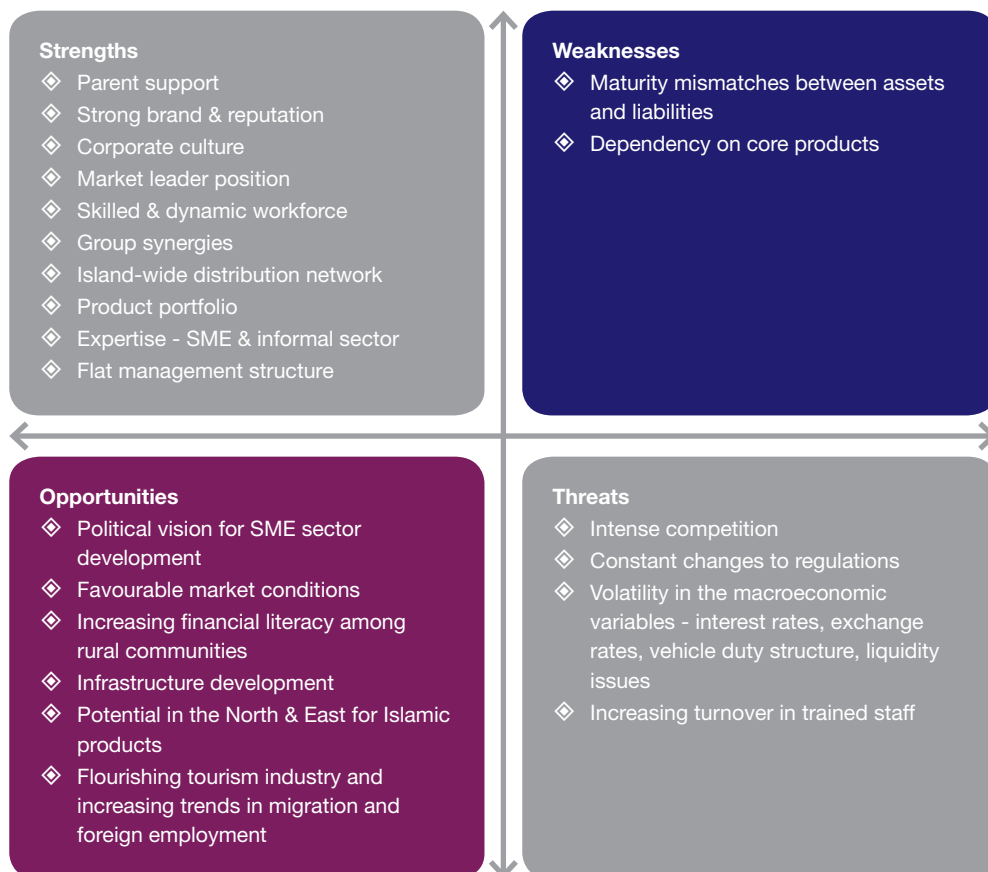 Strengths
Parent support
Strong brand & reputation
Corporate culture
Market leader position
Skilled & dynamic workforce
Group synergies
Island-wide distribution network
Product portfolio
Expertise - SME & informal sector
Flat management structure
Weaknesses
Maturity mismatches between assets
and liabilities
Dependency on core products
Opportunities
Political vision for SME sector
development
Favourable market conditions
Increasing financial literacy among
rural communities
Infrastructure development
Potential in the North & East for Islamic
products
Flourishing tourism industry and
increasing trends in migration and
foreign employment
Threats
Intense competition
Constant changes to regulations
Volatility in the macroeconomic
variables - interest rates, exchange
rates, vehicle duty structure, liquidity
issues
Increasing turnover in trained staff